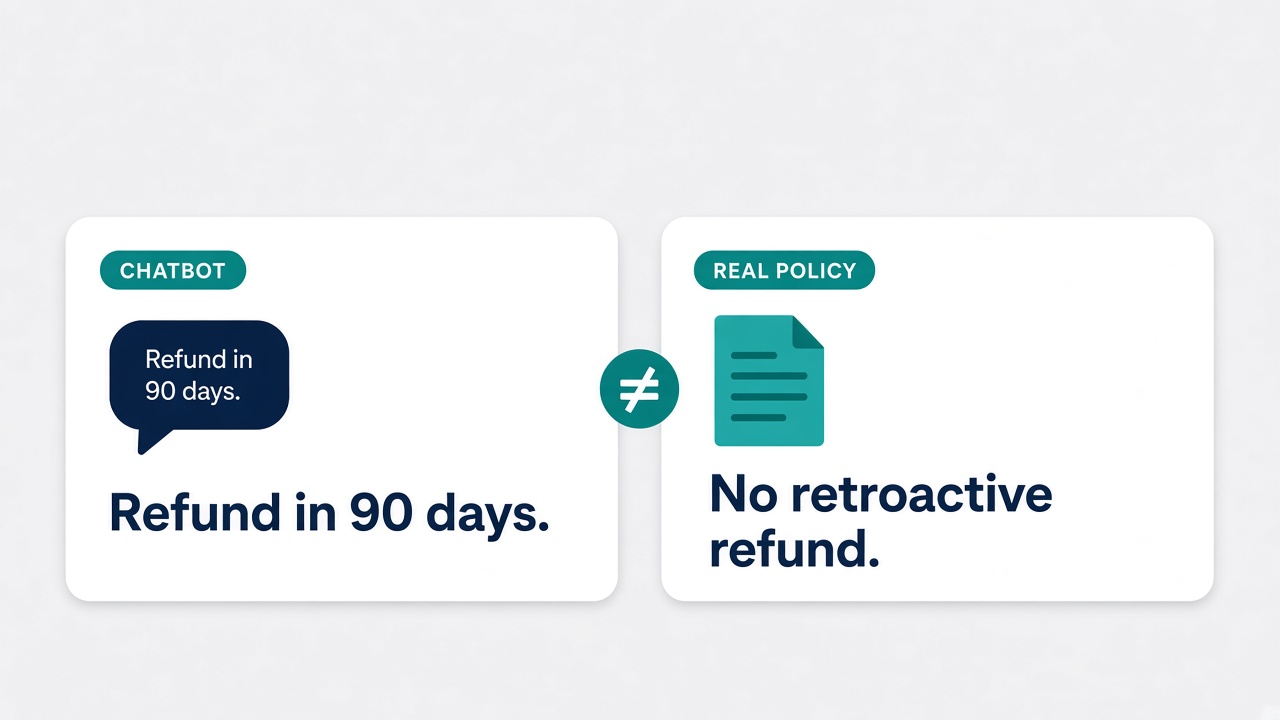 CHATBOT
Refund in
90 days.
Refund in 90 days.
≠
REAL POLICY
No retroactive
refund.